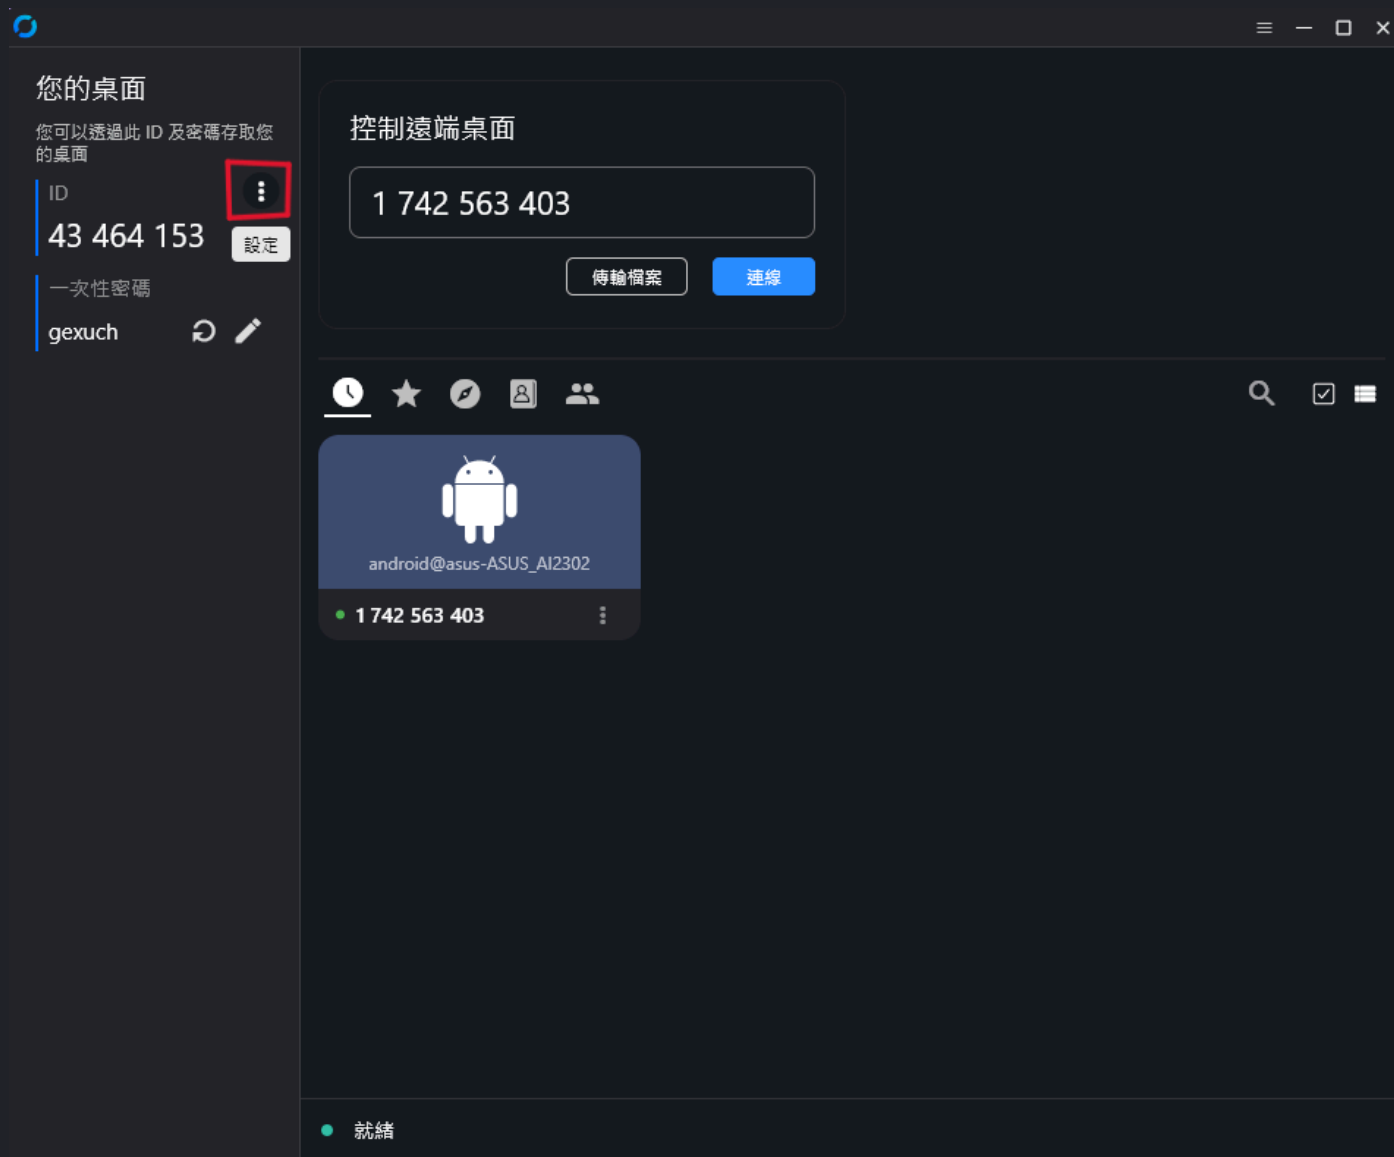 您的桌面
您可以透過此 ID 及密碼存取您
的桌面
ID
43 464 153
設定
一次性密碼
gexuch
控制遠端桌面
1 742 563 403
傳輸檔案
連線
android@asus-ASUS_AI2302
1 742 563 403
就緒